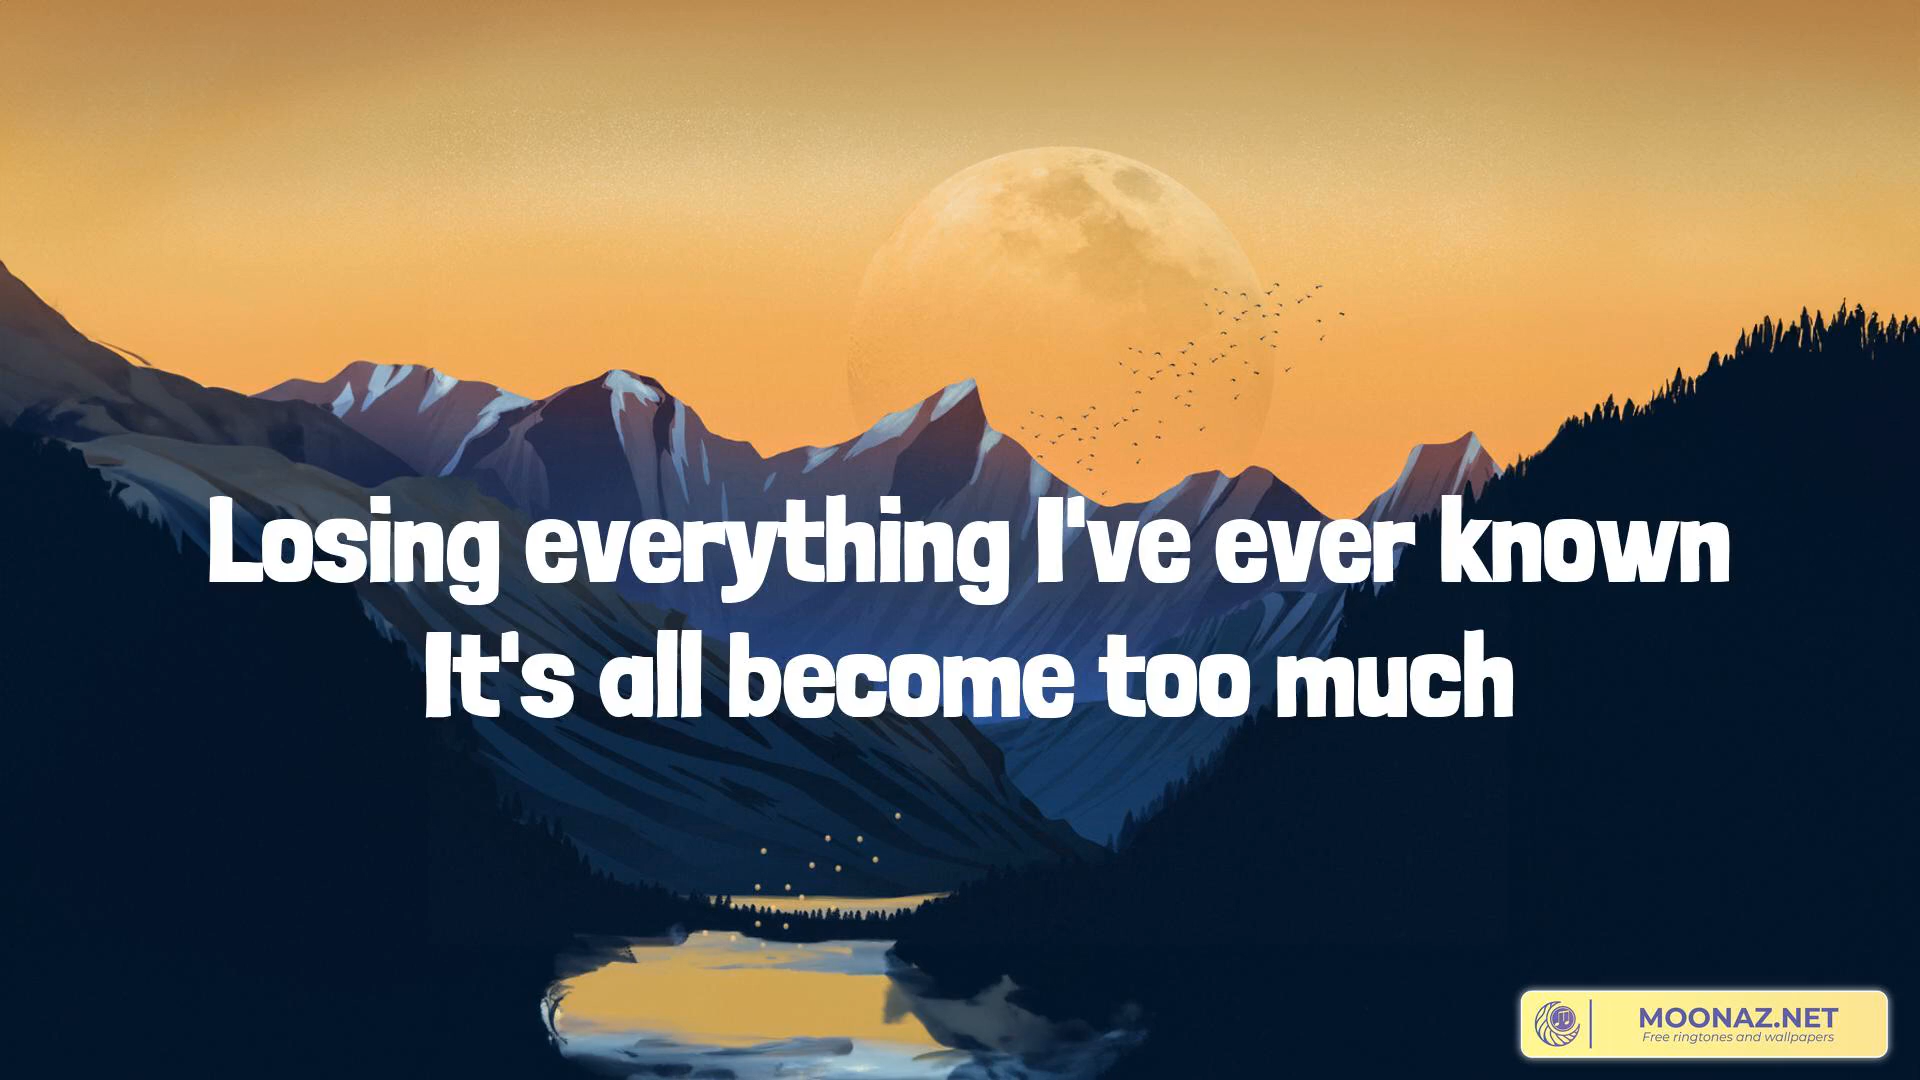 Losing everything I've ever known
It's all become too much
MOONAZ.NET
Free ringtones and wallpapers